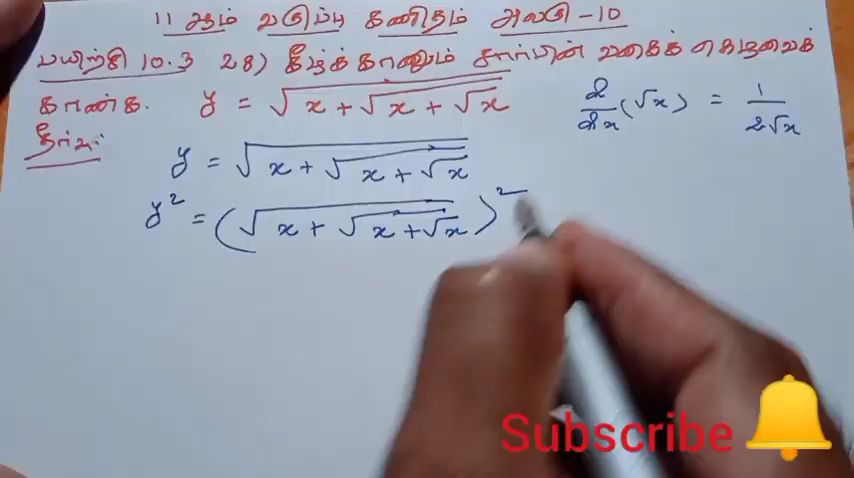 11 ஆம் வகுப்பு கணிதம் அலகு - 10
பயிற்சி 10.3 28) கீழ்க்காணும் சார்பின் வகைக் கெழுவைக்
காண்க. y = √(x + √(x + √x))
d/dx (√x) = 1/(2√x)
தீர்வு:
y = √(x + √(x + √x))
y² = (√(x + √(x + √x)))²
Subscribe